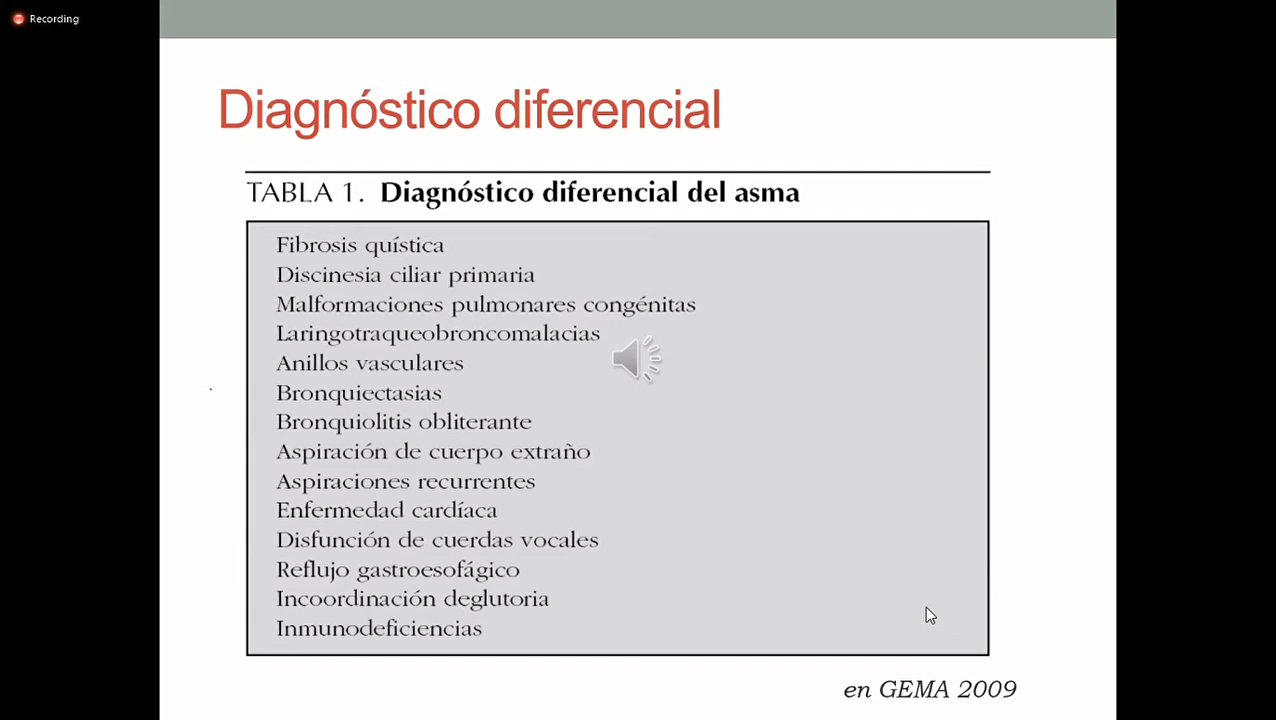 Recording
Diagnóstico diferencial
TABLA 1. Diagnóstico diferencial del asma
Fibrosis quística
Discinesia ciliar primaria
Malformaciones pulmonares congénitas
Laringotraqueobroncomalacias
Anillos vasculares
Bronquiectasias
Bronquiolitis obliterante
Aspiración de cuerpo extraño
Aspiraciones recurrentes
Enfermedad cardíaca
Disfunción de cuerdas vocales
Reflujo gastroesofágico
Incoordinación deglutoria
Inmunodeficiencias
en GEMA 2009